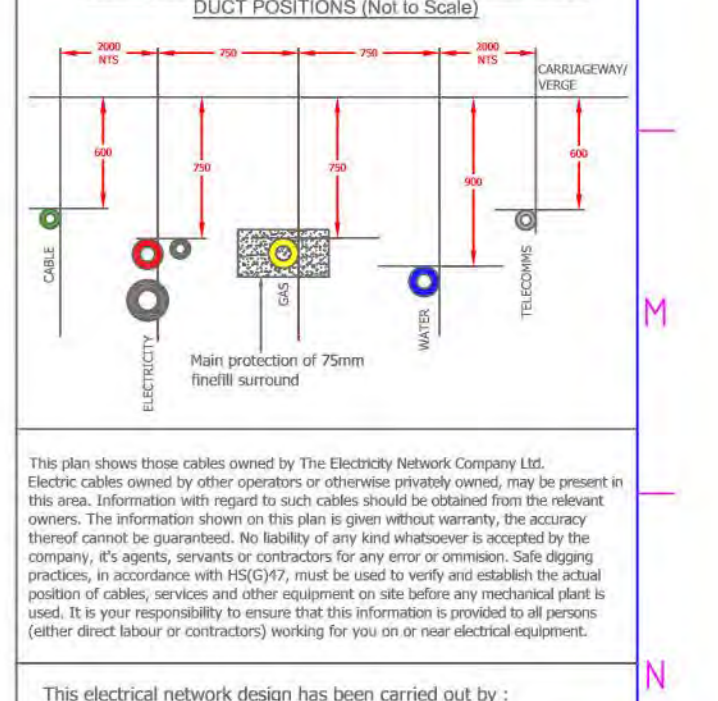 DUCT POSITIONS (Not to Scale)
2000
NTS
750
750
2000
NTS
CARRIAGEWAY/
VERGE
600
750
750
900
600
CABLE
ELECTRICITY
GAS
WATER
TELECOMMS
Main protection of 75mm
finefill surround
M
This plan shows those cables owned by The Electricity Network Company Ltd.
Electric cables owned by other operators or otherwise privately owned, may be present in
this area. Information with regard to such cables should be obtained from the relevant
owners. The information shown on this plan is given without warranty, the accuracy
thereof cannot be guaranteed. No liability of any kind whatsoever is accepted by the
company, it's agents, servants or contractors for any error or ommision. Safe digging
practices, in accordance with HS(G)47, must be used to verify and establish the actual
position of cables, services and other equipment on site before any mechanical plant is
used. It is your responsibility to ensure that this information is provided to all persons
(either direct labour or contractors) working for you on or near electrical equipment.
N
This electrical network design has been carried out by :